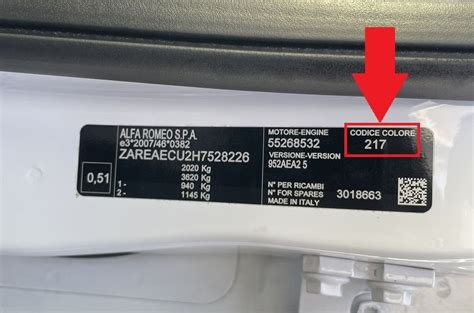 ALFA ROMEO S.P.A.
e3*2007/46*0382
ZAREAECU2H7528226
2020 Kg
3620 Kg
1- 940 Kg
2- 1145 Kg
0,51
MOTORE-ENGINE
55268532
VERSIONE-VERSION
952AEA2 5
N° PER RICAMBI
N° FOR SPARES
MADE IN ITALY
3018663
CODICE COLORE
217